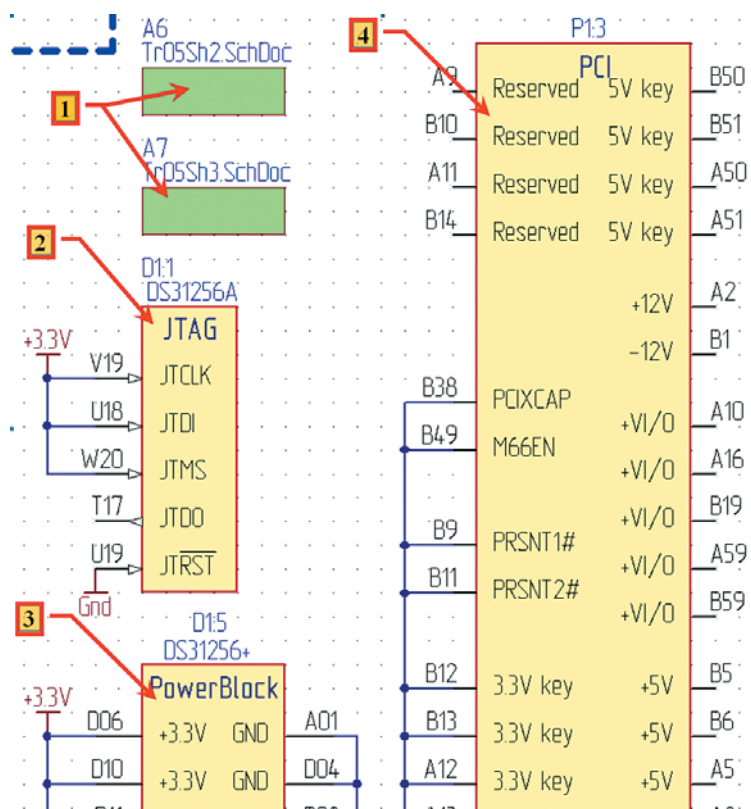 A6
Tr05Sh2.SchDoc
1
A7
Tr05Sh3.SchDoc
2
D1:1
DS31256A
JTAG
+3.3V
V19 JTCLK
U18 JTDI
W20 JTMS
T17 JTDO
U19 JTRST
Gnd
3
D1:5
DS31256+
PowerBlock
+3.3V
D06 +3.3V GND A01
D10 +3.3V GND D04
4
P1:3
PCI
A9 Reserved 5V key B50
B10 Reserved 5V key B51
A11 Reserved 5V key A50
B14 Reserved 5V key A51
+12V A2
-12V B1
B38 PCIXCAP
+VI/O A10
B49 M66EN
+VI/O A16
+VI/O B19
B9 PRSNT1#
+VI/O A59
B11 PRSNT2#
+VI/O B59
B12 3.3V key +5V B5
B13 3.3V key +5V B6
A12 3.3V key +5V A5